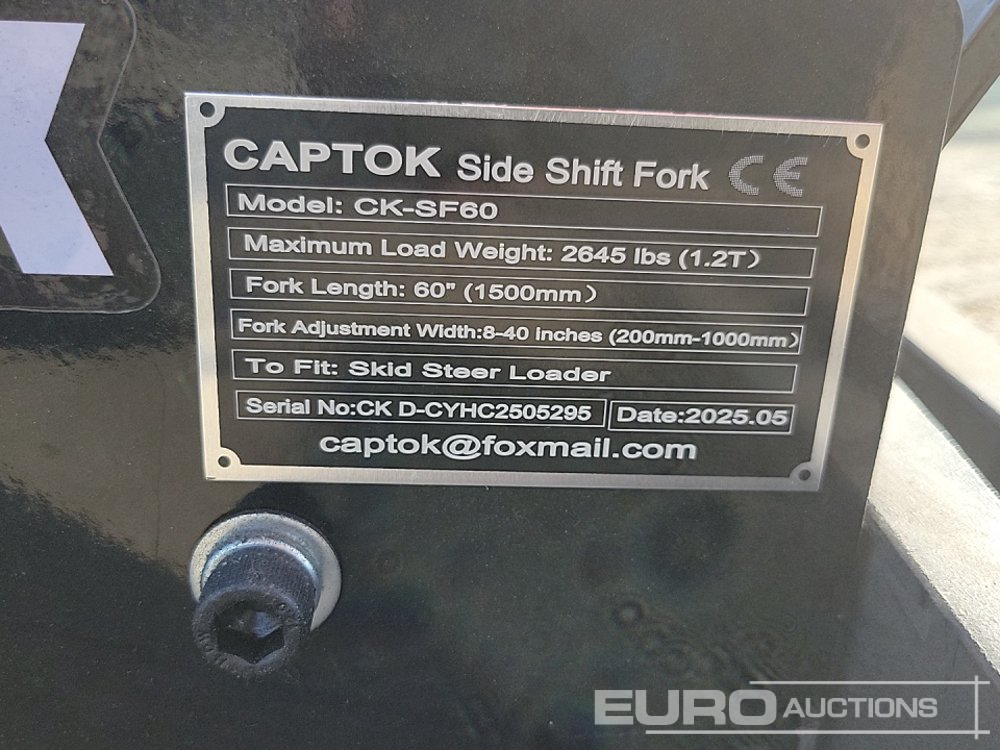 CAPTOK Side Shift Fork CE
Model: CK-SF60
Maximum Load Weight: 2645 lbs (1.2T）
Fork Length: 60" (1500mm）
Fork Adjustment Width:8-40 inches (200mm-1000mm）
To Fit: Skid Steer Loader
Serial No:CK D-CYHC2505295 Date:2025.05
captok@foxmail.com
EURO AUCTIONS